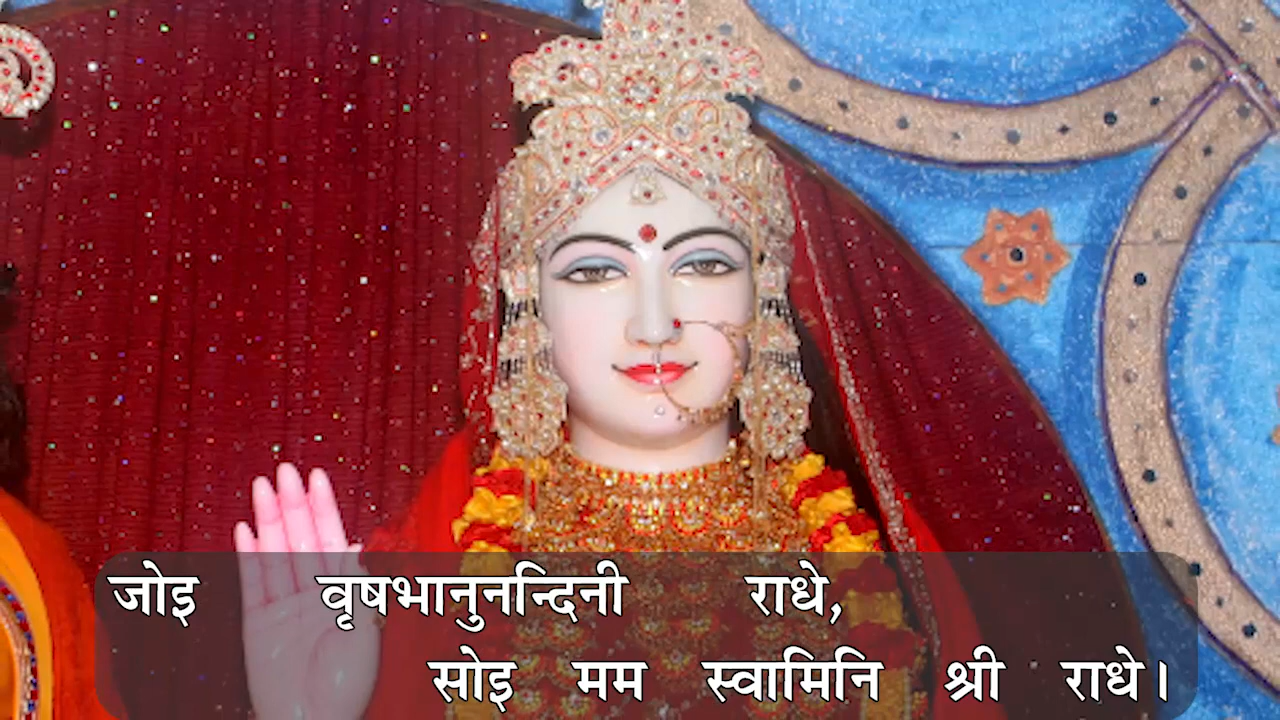 जोइ वृषभानुनन्दिनी राधे,
सोइ मम स्वामिनि श्री राधे।